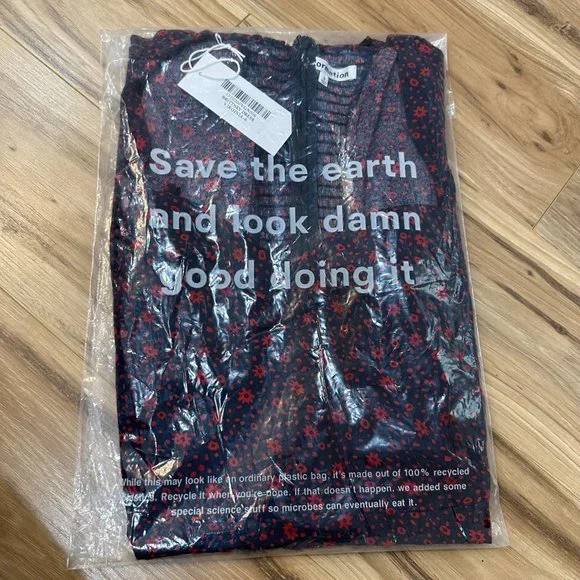 Save the earth
and look damn
good doing it
While this may look like an ordinary plastic bag, it's made out of 100% recycled
Recycle it when you're done. If that doesn't happen, we added some
special science stuff so microbes can eventually eat it.